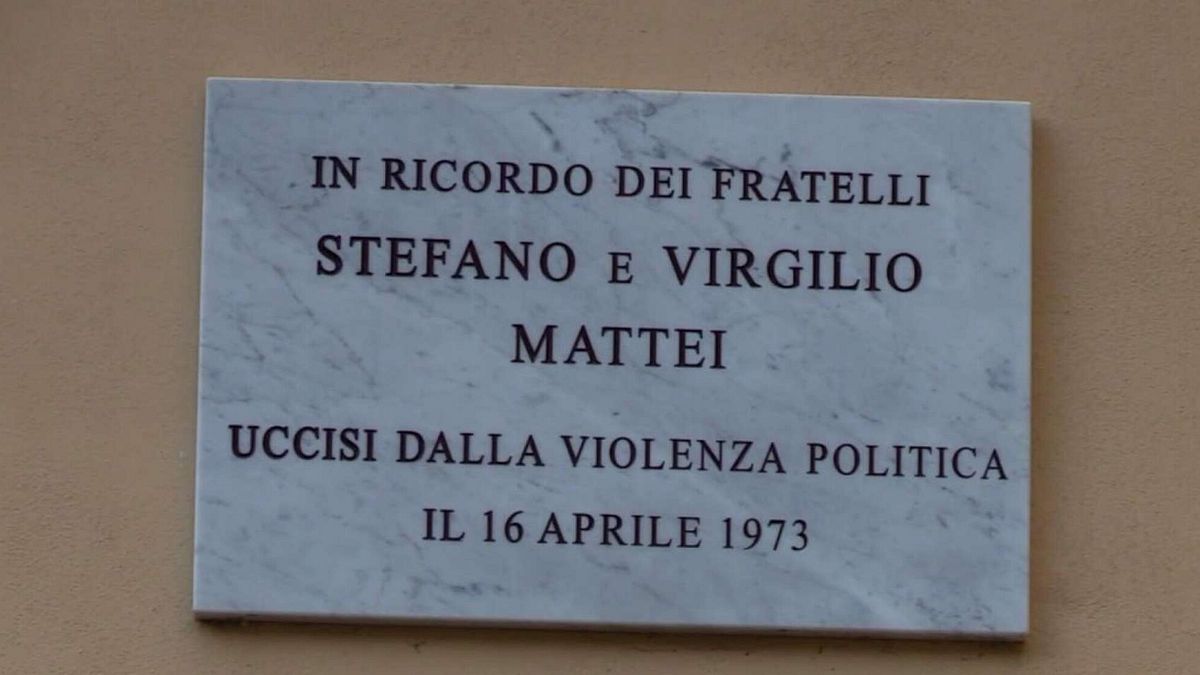 IN RICORDO DEI FRATELLI
STEFANO E VIRGILIO
MATTEI
UCCISI DALLA VIOLENZA POLITICA
IL 16 APRILE 1973